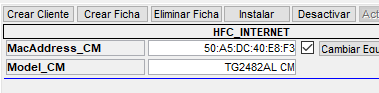 Crear Cliente Crear Ficha Eliminar Ficha Instalar Desactivar
HFC_INTERNET
MacAddress_CM 50:A5:DC:40:E8:F3 Cambiar Equ
Model_CM TG2482AL CM